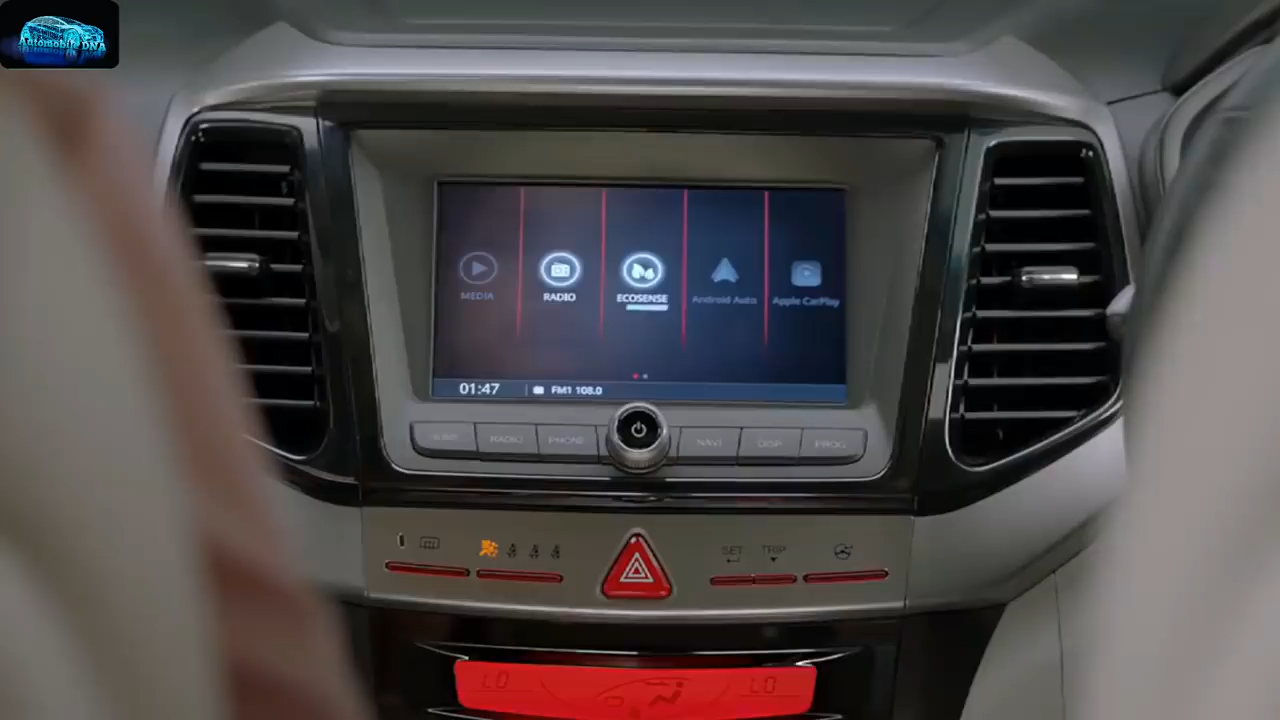 Automobile DNA
MEDIA
RADIO
ECOSENSE
Android Auto
Apple CarPlay
01:47
FM1 108.0
RADIO
PHONE
NAVI
DISP
PROG
SET
TRIP
LO
LO